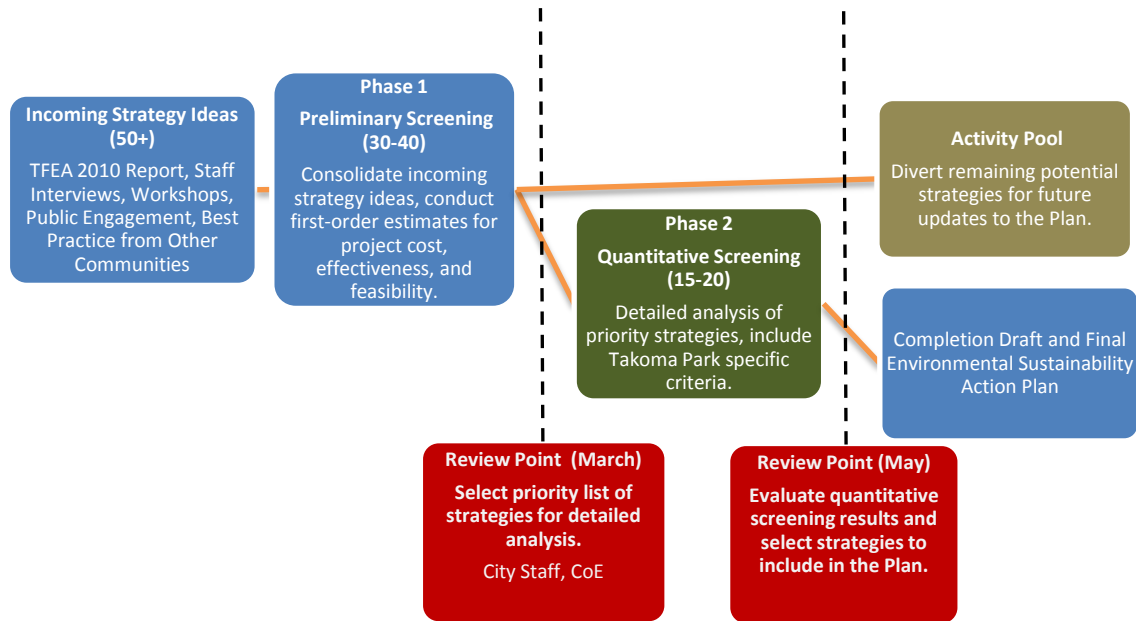 Incoming Strategy Ideas
(50+)
TFEA 2010 Report, Staff
Interviews, Workshops,
Public Engagement, Best
Practice from Other
Communities
Phase 1
Preliminary Screening
(30-40)
Consolidate incoming
strategy ideas, conduct
first-order estimates for
project cost,
effectiveness, and
feasibility.
Phase 2
Quantitative Screening
(15-20)
Detailed analysis of
priority strategies, include
Takoma Park specific
criteria.
Activity Pool
Divert remaining potential
strategies for future
updates to the Plan.
Completion Draft and Final
Environmental Sustainability
Action Plan
Review Point (March)
Select priority list of
strategies for detailed
analysis.
City Staff, CoE
Review Point (May)
Evaluate quantitative
screening results and
select strategies to
include in the Plan.